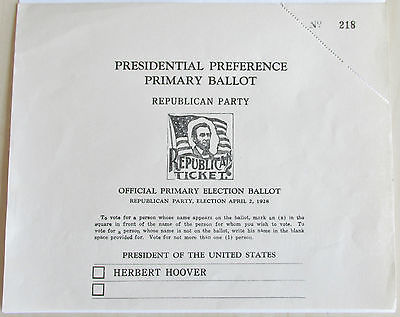 Nº 218
PRESIDENTIAL PREFERENCE
PRIMARY BALLOT
REPUBLICAN PARTY
REPUBLICAN
TICKET.
OFFICIAL PRIMARY ELECTION BALLOT
REPUBLICAN PARTY, ELECTION APRIL 2, 1928
To vote for a person whose name appears on the ballot, mark an (x) in the
square in front of the name of the person for whom you wish to vote. To
vote for a person whose name is not on the ballot, write his name in the blank
space provided for. Vote for not more than one (1) person.
PRESIDENT OF THE UNITED STATES
HERBERT HOOVER